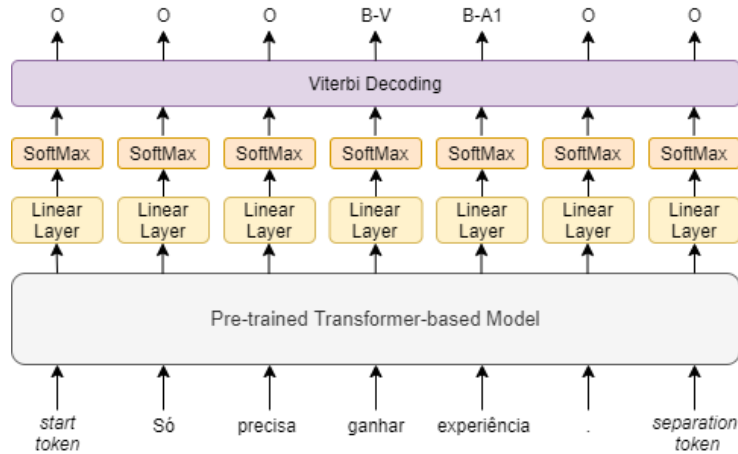 O O O B-V B-A1 O O
Viterbi Decoding
SoftMax SoftMax SoftMax SoftMax SoftMax SoftMax SoftMax
Linear Linear Linear Linear Linear Linear Linear
Layer Layer Layer Layer Layer Layer Layer
Pre-trained Transformer-based Model
start Só precisa ganhar experiência . separation
token token